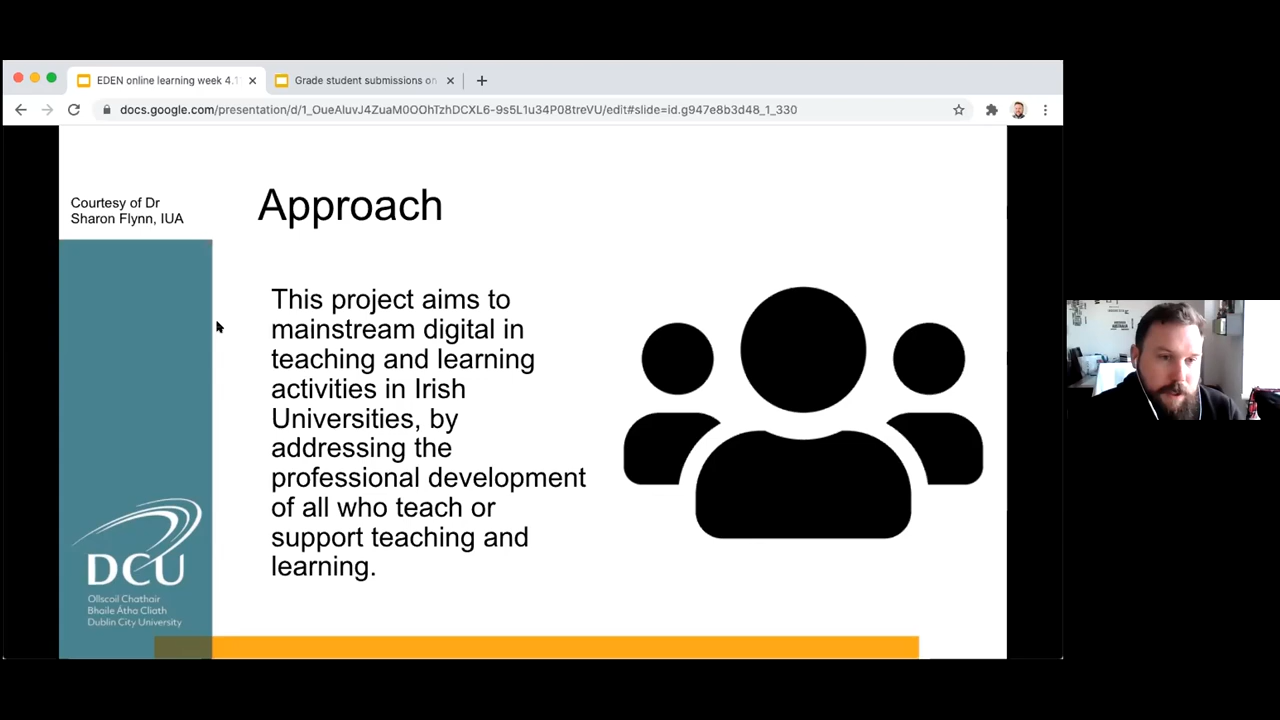 EDEN online learning week 4.1
Grade student submissions on
docs.google.com/presentation/d/1_OueAluvJ4ZuaM0OOhTzhDCXL6-9s5L1u34P08treVU/edit#slide=id.g947e8b3d48_1_330
Courtesy of Dr
Sharon Flynn, IUA
Approach
This project aims to
mainstream digital in
teaching and learning
activities in Irish
Universities, by
addressing the
professional development
of all who teach or
support teaching and
learning.
DCU
Ollscoil Chathair
Bhaile Átha Cliath
Dublin City University